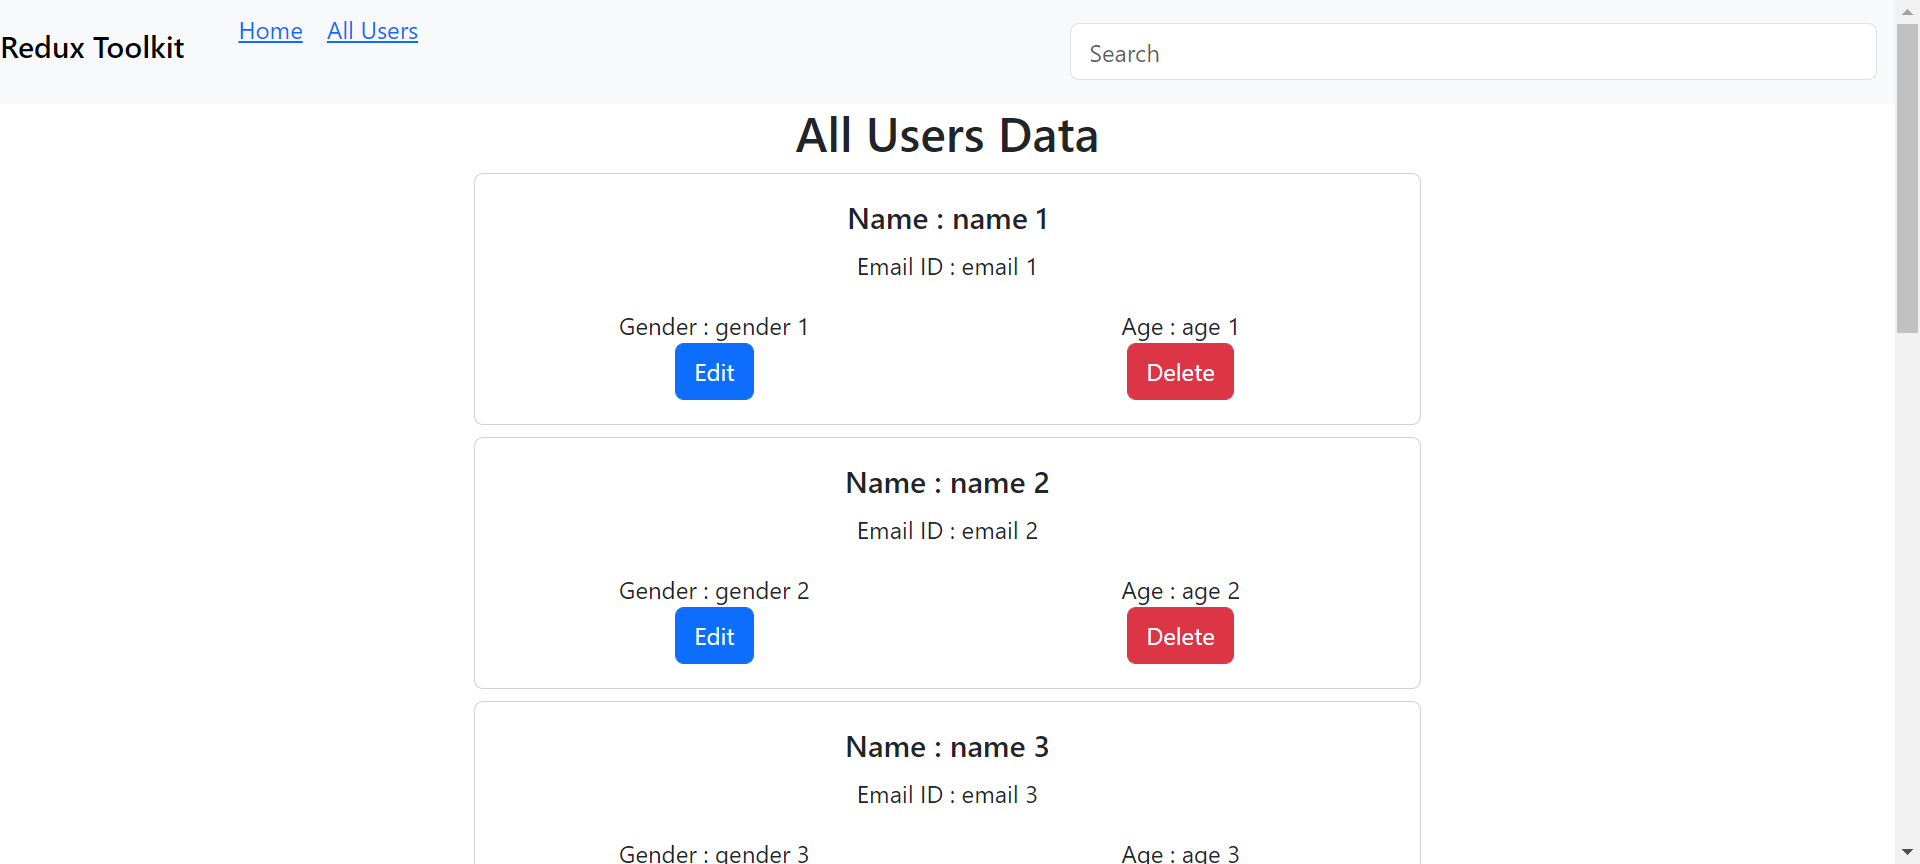 Redux Toolkit
Home All Users
Search
All Users Data
Name : name 1
Email ID : email 1
Gender : gender 1 Age : age 1
Edit Delete
Name : name 2
Email ID : email 2
Gender : gender 2 Age : age 2
Edit Delete
Name : name 3
Email ID : email 3
Gender : gender 3 Age : age 3